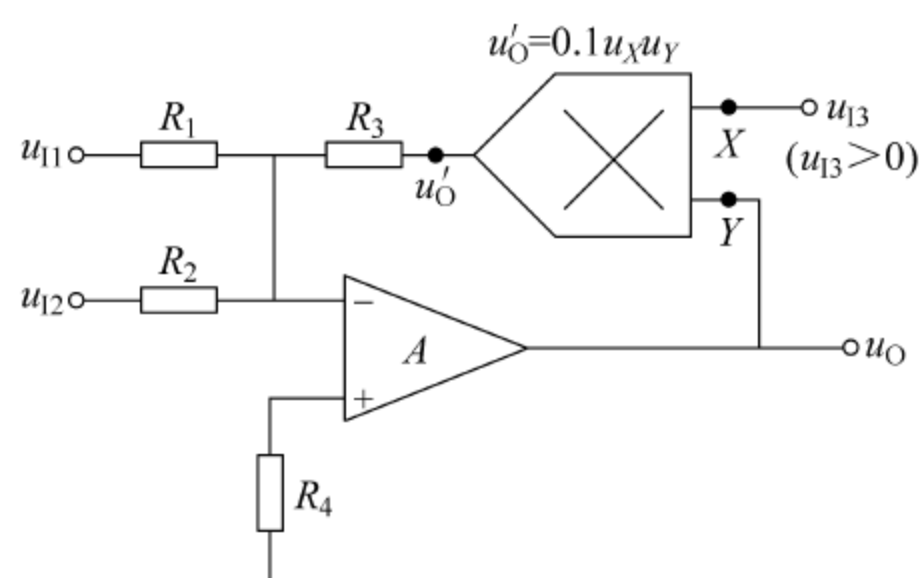 u′O=0.1uXuY
R1
R3
uI1
uI3
X
(uI3>0)
u′O
Y
R2
uI2
−
A
uO
+
R4